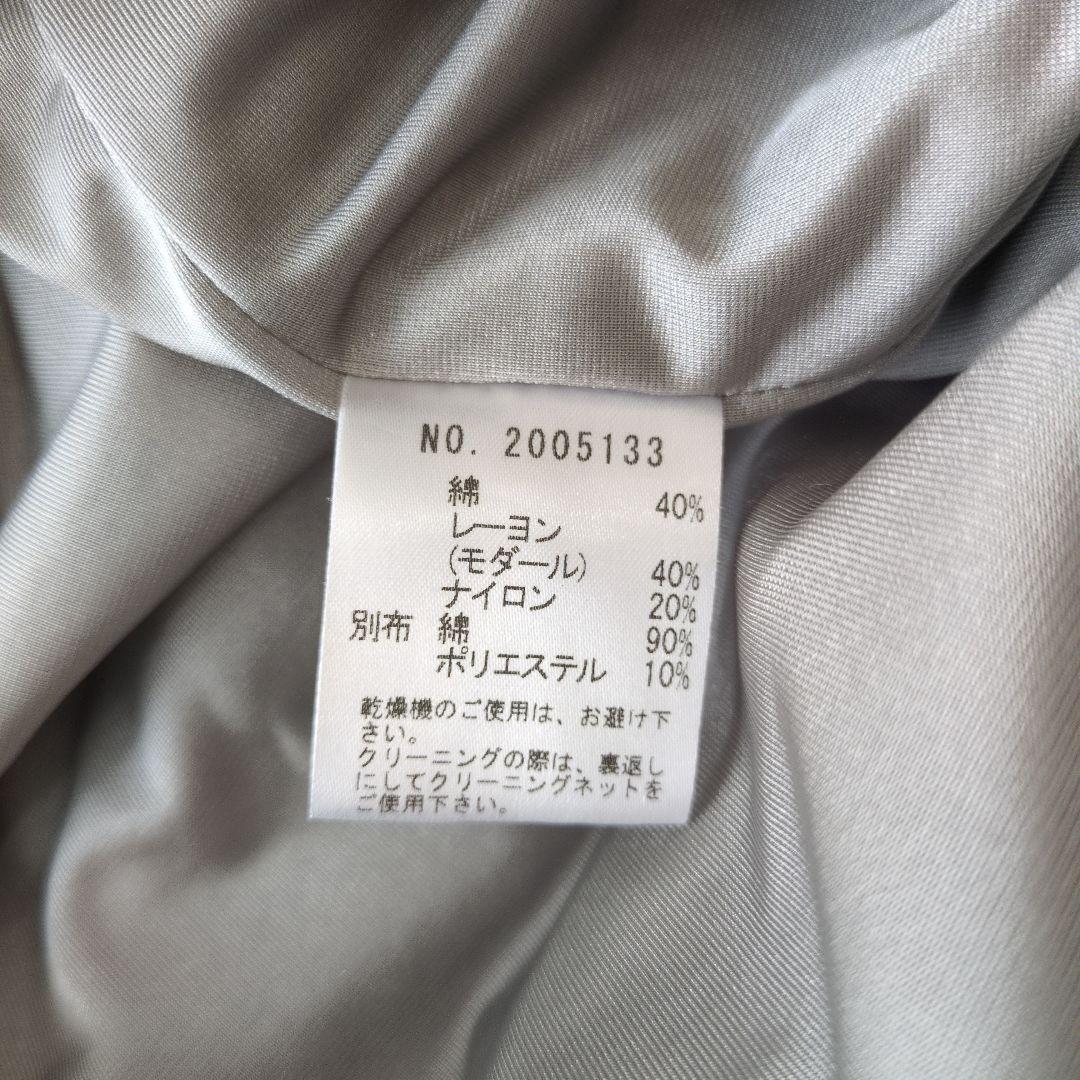 NO. 2005133
綿 40%
レーヨン
(モダール) 40%
ナイロン 20%
別布 綿 90%
ポリエステル 10%
乾燥機のご使用は、お避け下
さい。
クリーニングの際は、裏返し
にしてクリーニングネットを
ご使用下さい。